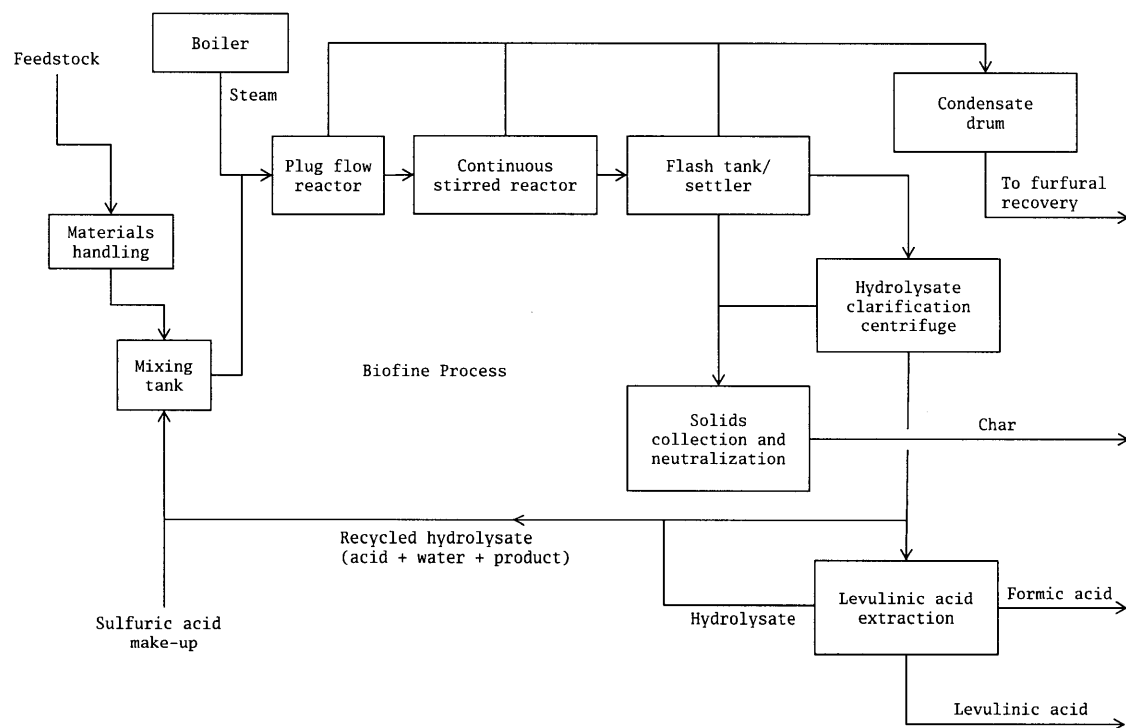 Boiler
Feedstock
Steam
Condensate
drum
Plug flow
reactor
Continuous
stirred reactor
Flash tank/
settler
To furfural
recovery
Materials
handling
Hydrolysate
clarification
centrifuge
Mixing
tank
Biofine Process
Solids
collection and
neutralization
Char
Recycled hydrolysate
(acid + water + product)
Levulinic acid
extraction
Formic acid
Hydrolysate
Sulfuric acid
make-up
Levulinic acid